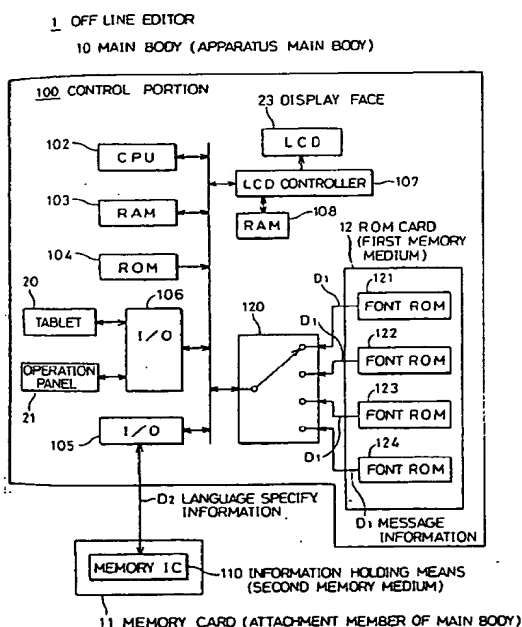 1 OFF LINE EDITOR
10 MAIN BODY (APPARATUS MAIN BODY)
100 CONTROL PORTION
23 DISPLAY FACE
LCD
102
CPU
LCD CONTROLLER
107
103
RAM
RAM
108
104
ROM
12 ROM CARD
(FIRST MEMORY
MEDIUM)
20
106
D1
121
TABLET
I/O
120
FONT ROM
D1
122
FONT ROM
OPERATION
PANEL
21
123
FONT ROM
105
I/O
D1
124
FONT ROM
D2 LANGUAGE SPECIFY
INFORMATION
D1 MESSAGE
INFORMATION
MEMORY IC
110 INFORMATION HOLDING MEANS
(SECOND MEMORY MEDIUM)
11 MEMORY CARD (ATTACHMENT MEMBER OF MAIN BODY)